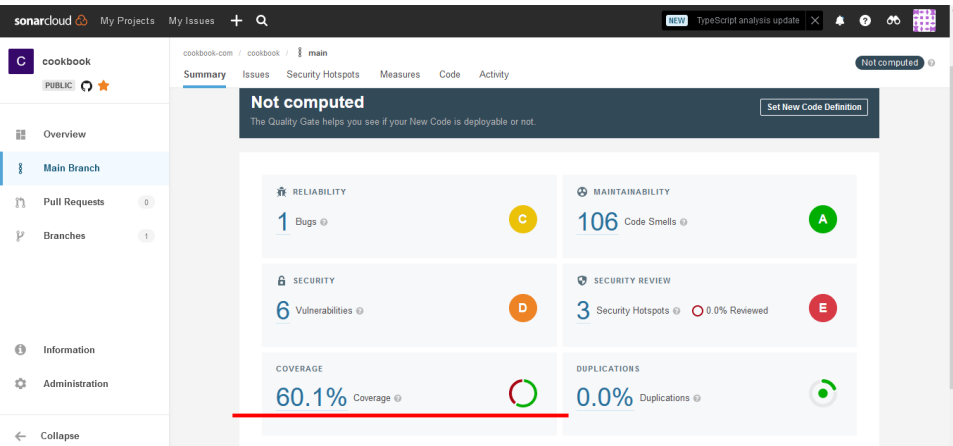 sonarcloud My Projects My Issues NEW TypeScript analysis update
C cookbook
PUBLIC
cookbook-com / cookbook / main
Summary Issues Security Hotspots Measures Code Activity
Not computed
Overview
Main Branch
Pull Requests 0
Branches 1
Information
Administration
Collapse
Not computed
The Quality Gate helps you see if your New Code is deployable or not.
Set New Code Definition
RELIABILITY
1 Bugs C
MAINTAINABILITY
106 Code Smells A
SECURITY
6 Vulnerabilities D
SECURITY REVIEW
3 Security Hotspots 0.0% Reviewed E
COVERAGE
60.1% Coverage
DUPLICATIONS
0.0% Duplications